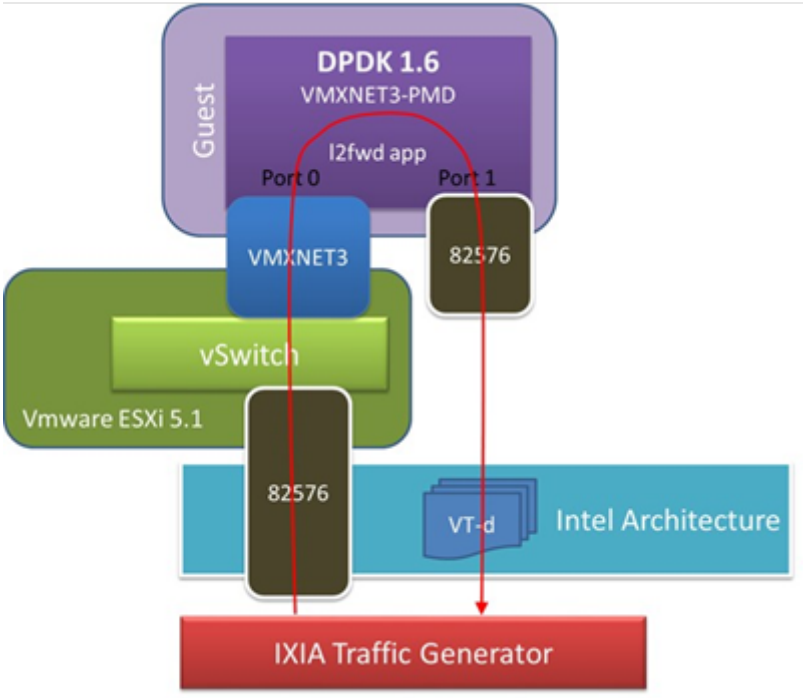 DPDK 1.6
VMXNET3-PMD
Guest
l2fwd app
Port 0
Port 1
VMXNET3
82576
vSwitch
Vmware ESXi 5.1
82576
VT-d
Intel Architecture
IXIA Traffic Generator